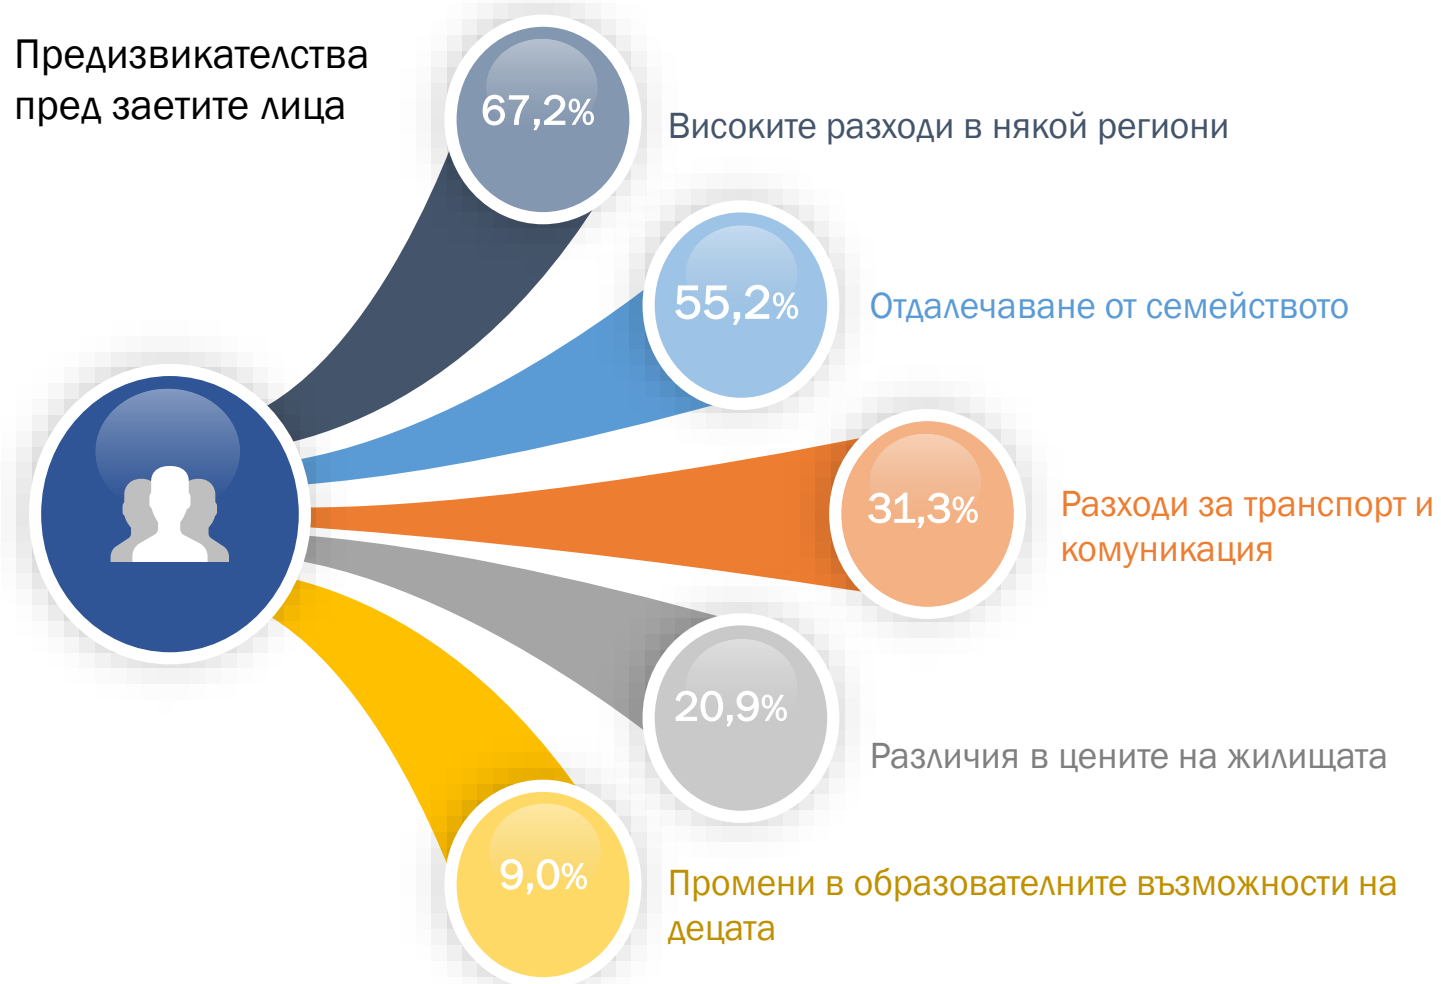 Предизвикателства
пред заетите лица
67,2%
Високите разходи в някой региони
55,2%
Отдалечаване от семейството
31,3%
Разходи за транспорт и
комуникация
20,9%
Различия в цените на жилищата
9,0%
Промени в образователните възможности на
децата